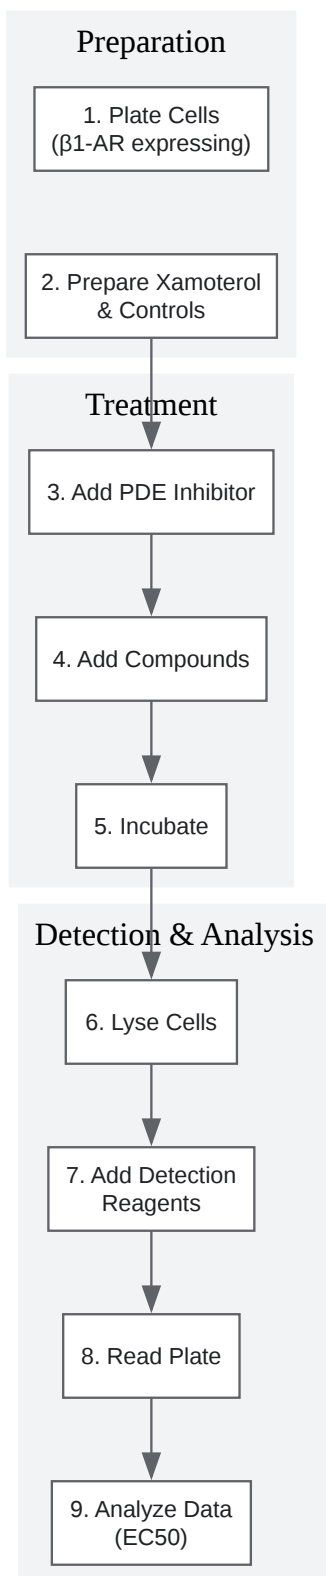 Preparation
1. Plate Cells
(β1-AR expressing)
2. Prepare Xamoterol
& Controls
Treatment
3. Add PDE Inhibitor
4. Add Compounds
5. Incubate
Detection & Analysis
6. Lyse Cells
7. Add Detection
Reagents
8. Read Plate
9. Analyze Data
(EC50)